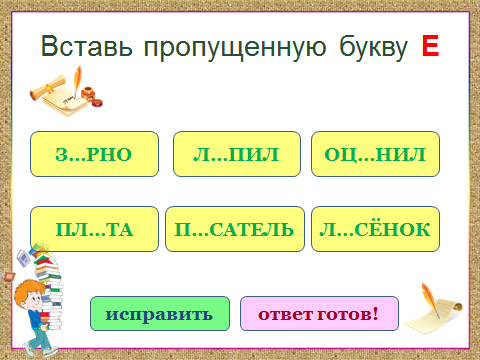 Вставь пропущенную букву Е
З...РНО Л...ПИЛ ОЦ...НИЛ
ПЛ...ТА П...САТЕЛЬ Л...СЁНОК
исправить ответ готов!